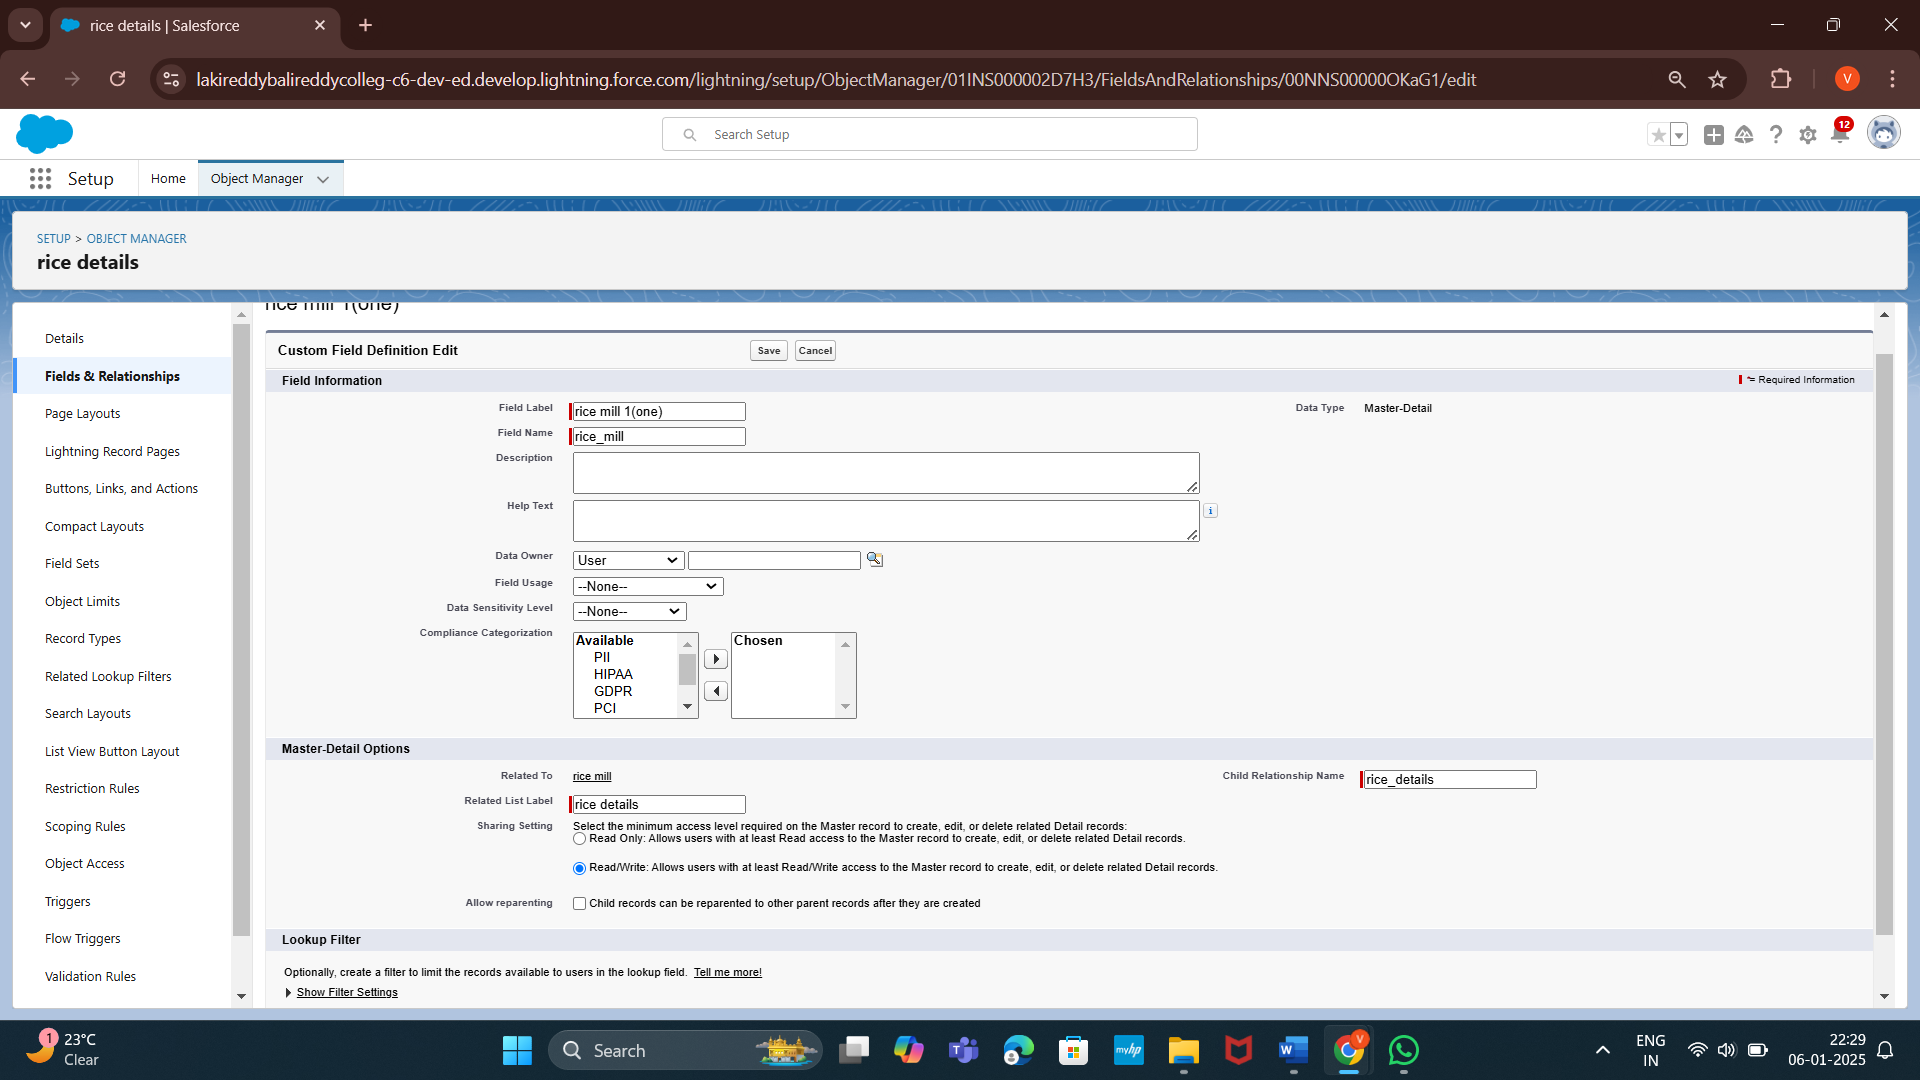 rice details | Salesforce
lakireddybalireddycolleg-c6-dev-ed.develop.lightning.force.com/lightning/setup/ObjectManager/01INS000002D7H3/FieldsAndRelationships/00NNS00000OKaG1/edit
V
Search Setup
12
Setup
Home
Object Manager
SETUP > OBJECT MANAGER
rice details
rice mill 1(one)
Details
Fields & Relationships
Page Layouts
Lightning Record Pages
Buttons, Links, and Actions
Compact Layouts
Field Sets
Object Limits
Record Types
Related Lookup Filters
Search Layouts
List View Button Layout
Restriction Rules
Scoping Rules
Object Access
Triggers
Flow Triggers
Validation Rules
Custom Field Definition Edit
Save
Cancel
Field Information
= Required Information
Field Label
rice mill 1(one)
Data Type
Master-Detail
Field Name
rice_mill
Description
Help Text
i
Data Owner
User
Field Usage
--None--
Data Sensitivity Level
--None--
Compliance Categorization
Available
PII
HIPAA
GDPR
PCI
Chosen
Master-Detail Options
Related To
rice mill
Child Relationship Name
rice_details
Related List Label
rice details
Sharing Setting
Select the minimum access level required on the Master record to create, edit, or delete related Detail records:
Read Only: Allows users with at least Read access to the Master record to create, edit, or delete related Detail records.
Read/Write: Allows users with at least Read/Write access to the Master record to create, edit, or delete related Detail records.
Allow reparenting
Child records can be reparented to other parent records after they are created
Lookup Filter
Optionally, create a filter to limit the records available to users in the lookup field. Tell me more!
Show Filter Settings
1
23°C
Clear
Search
myhp
W
V
ENG
IN
22:29
06-01-2025